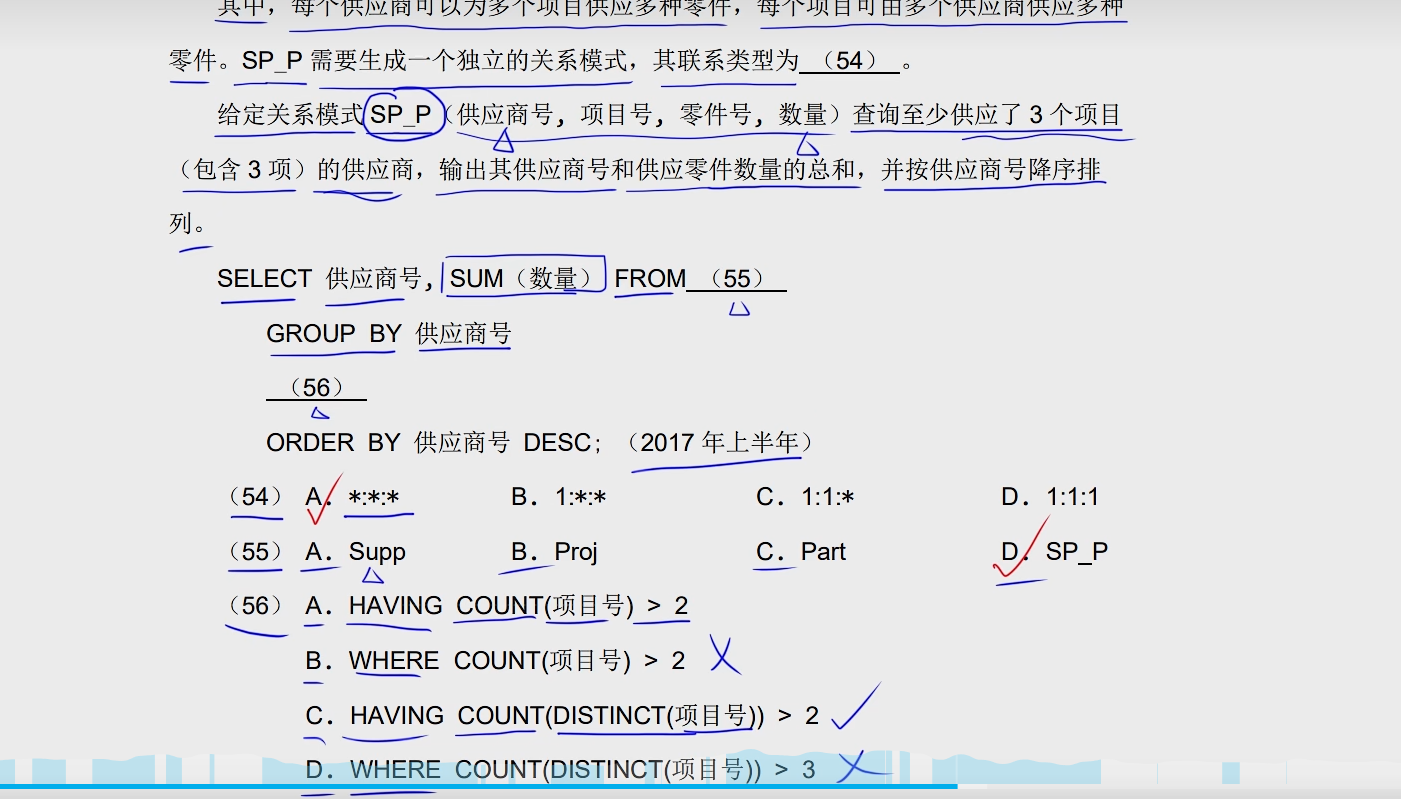 其中，每个供应商可以为多个项目供应多种零件，每个项目可由多个供应商供应多种
零件。SP_P 需要生成一个独立的关系模式，其联系类型为（54）。
给定关系模式 SP_P（供应商号，项目号，零件号，数量）查询至少供应了 3 个项目
（包含 3 项）的供应商，输出其供应商号和供应零件数量的总和，并按供应商号降序排
列。
SELECT 供应商号，SUM（数量） FROM （55）
GROUP BY 供应商号
（56）
ORDER BY 供应商号 DESC; （2017 年上半年）
（54） A. *:*:* B. 1:*:* C. 1:1:* D. 1:1:1
（55） A. Supp B. Proj C. Part D. SP_P
（56） A. HAVING COUNT(项目号) > 2
B. WHERE COUNT(项目号) > 2
C. HAVING COUNT(DISTINCT(项目号)) > 2
D. WHERE COUNT(DISTINCT(项目号)) > 3